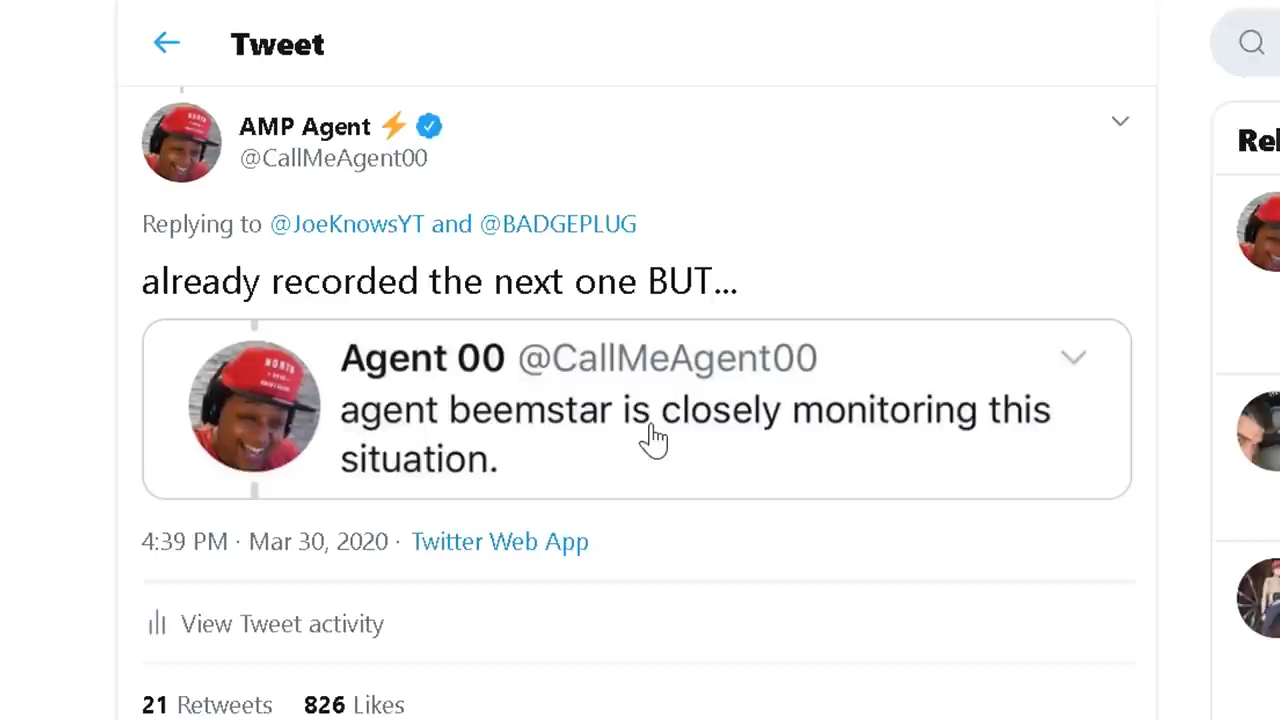 Tweet
AMP Agent
@CallMeAgent00
Replying to @JoeKnowsYT and @BADGEPLUG
already recorded the next one BUT...
Agent 00 @CallMeAgent00
agent beemstar is closely monitoring this
situation.
4:39 PM · Mar 30, 2020 · Twitter Web App
View Tweet activity
21 Retweets 826 Likes